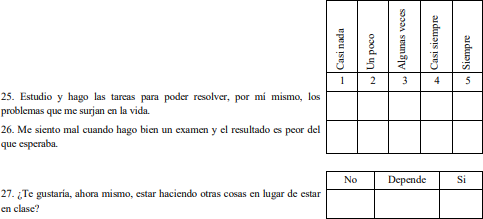 Casi nada
Un poco
Algunas veces
Casi siempre
Siempre
1 2 3 4 5
25. Estudio y hago las tareas para poder resolver, por mí mismo, los
problemas que me surjan en la vida.
26. Me siento mal cuando hago bien un examen y el resultado es peor del
que esperaba.
No Depende Si
27. ¿Te gustaría, ahora mismo, estar haciendo otras cosas en lugar de estar
en clase?